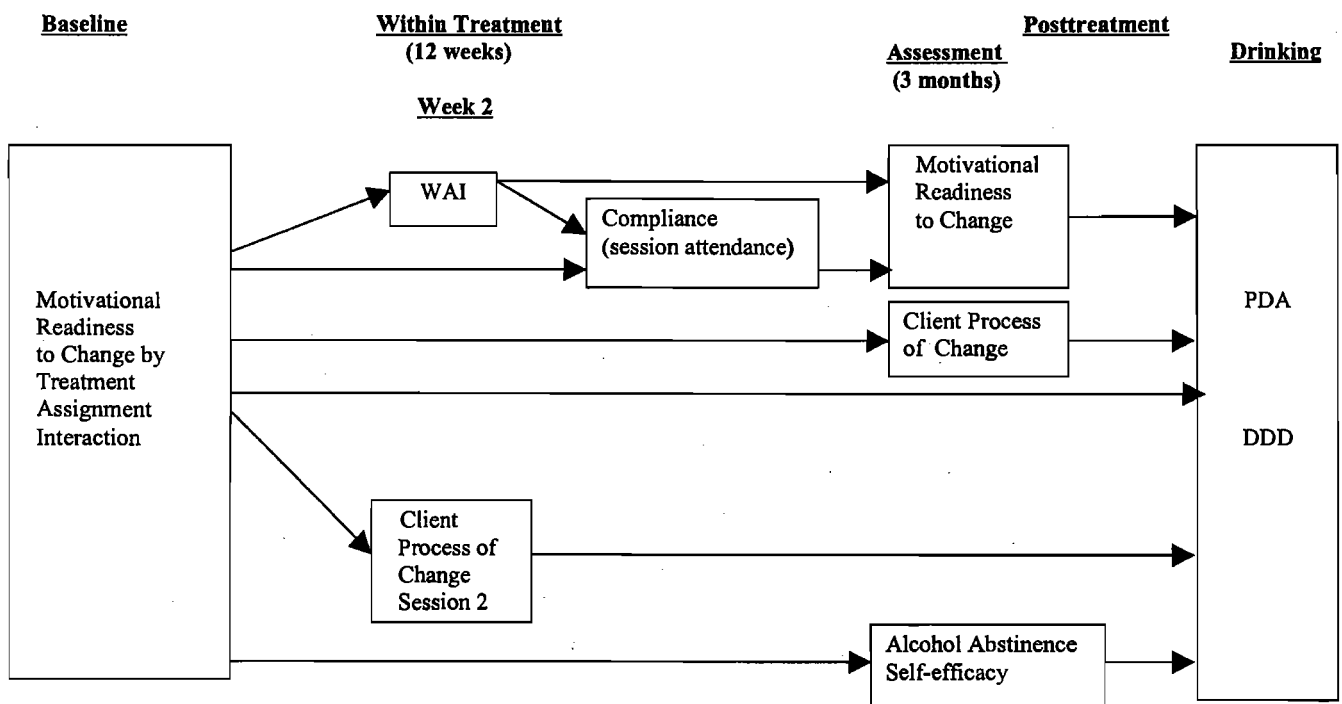 Baseline
Within Treatment
(12 weeks)
Week 2
Posttreatment
Assessment
(3 months)
Drinking
Motivational
Readiness
to Change by
Treatment
Assignment
Interaction
WAI
Compliance
(session attendance)
Motivational
Readiness
to Change
Client Process
of Change
Client
Process of
Change
Session 2
Alcohol Abstinence
Self-efficacy
PDA
DDD